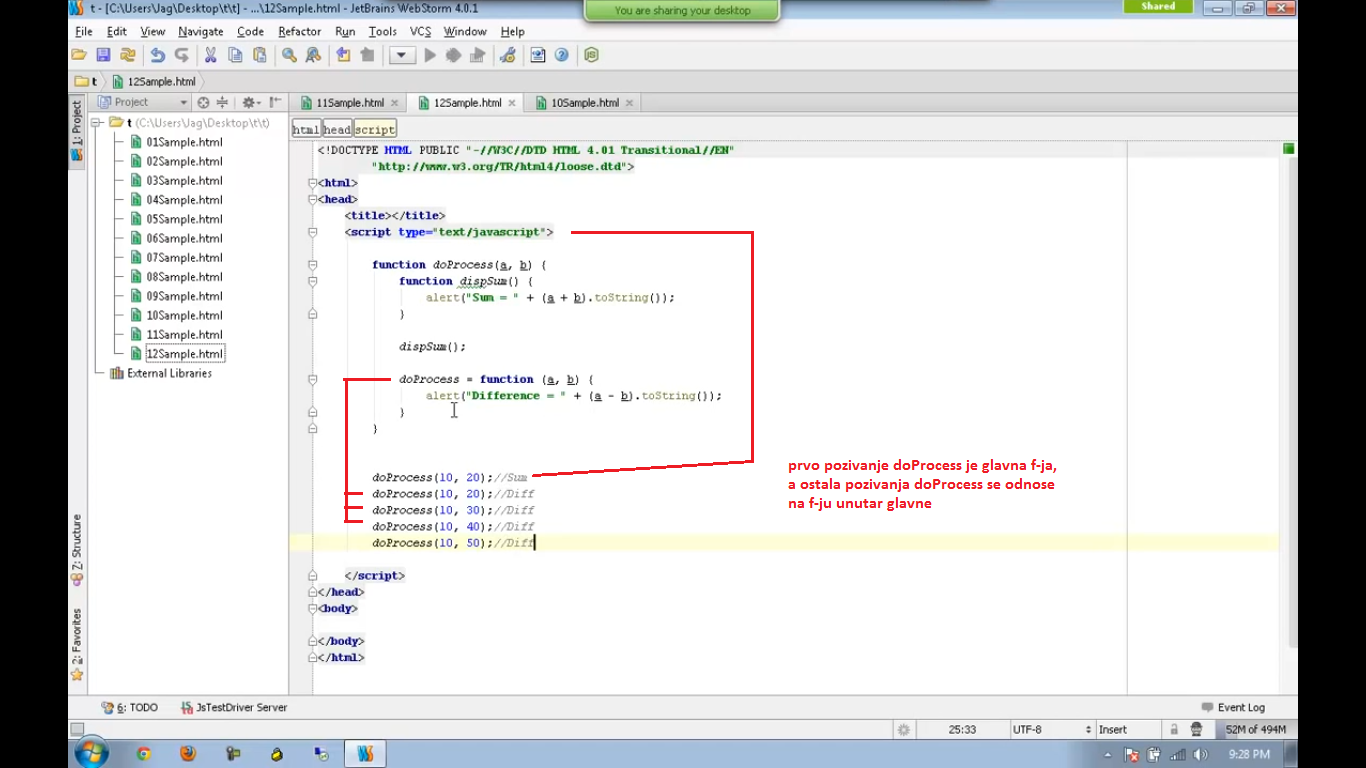 You are sharing your desktop
Shared
t - [C:\Users\Jag\Desktop\t\t] - ...\12Sample.html - JetBrains WebStorm 4.0.1
File Edit View Navigate Code Refactor Run Tools VCS Window Help
t 12Sample.html
Project
11Sample.html 12Sample.html 10Sample.html
1: Project
t (C:\Users\Jag\Desktop\t\t)
01Sample.html
02Sample.html
03Sample.html
04Sample.html
05Sample.html
06Sample.html
07Sample.html
08Sample.html
09Sample.html
10Sample.html
11Sample.html
12Sample.html
External Libraries
Z: Structure
2: Favorites
html head script
<!DOCTYPE HTML PUBLIC "-//W3C//DTD HTML 4.01 Transitional//EN"
"http://www.w3.org/TR/html4/loose.dtd">
<html>
<head>
<title></title>
<script type="text/javascript">
function doProcess(a, b) {
function dispSum() {
alert("Sum = " + (a + b).toString());
}
dispSum();
doProcess = function (a, b) {
alert("Difference = " + (a - b).toString());
}
}
doProcess(10, 20);//Sum
doProcess(10, 20);//Diff
doProcess(10, 30);//Diff
doProcess(10, 40);//Diff
doProcess(10, 50);//Diff
</script>
</head>
<body>
</body>
</html>
prvo pozivanje doProcess je glavna f-ja,
a ostala pozivanja doProcess se odnose
na f-ju unutar glavne
6: TODO JsTestDriver Server Event Log
25:33 UTF-8 Insert 52M of 494M
9:28 PM